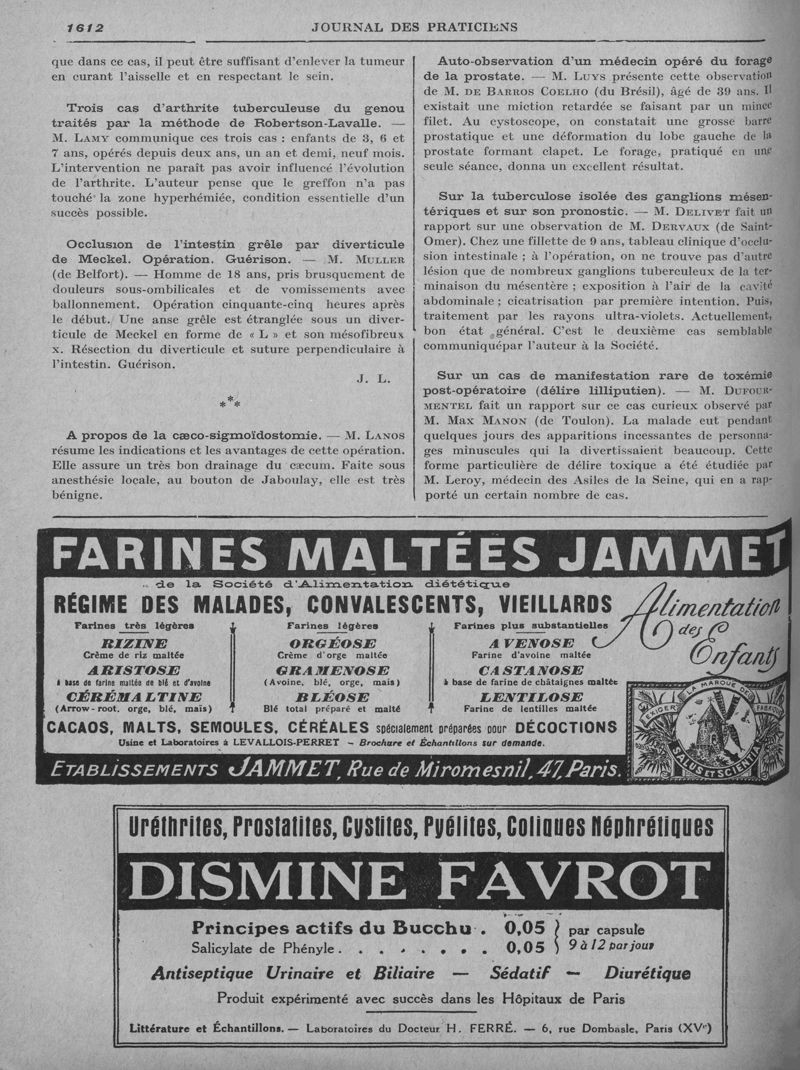 1612
JOURNAL DES PRATICIENS
que dans ce cas, il peut être suffisant d'enlever la tumeur
en curant l'aisselle et en respectant le sein.
Trois cas d'arthrite tuberculeuse du genou
traités par la méthode de Robertson-Lavalle. —
M. LAMY communique ces trois cas : enfants de 3, 6 et
7 ans, opérés depuis deux ans, un an et demi, neuf mois.
L'intervention ne paraît pas avoir influencé l'évolution
de l'arthrite. L'auteur pense que le greffon n'a pas
touché la zone hyperhémiée, condition essentielle d'un
succès possible.
Occlusion de l'intestin grêle par diverticule
de Meckel. Opération. Guérison. — M. MULLER
(de Belfort). — Homme de 18 ans, pris brusquement de
douleurs sous-ombilicales et de vomissements avec
ballonnement. Opération cinquante-cinq heures après
le début. Une anse grêle est étranglée sous un diver-
ticule de Meckel en forme de « L » et son mésofibreux
x. Résection du diverticule et suture perpendiculaire à
l'intestin. Guérison.
J. L.
***
A propos de la cæco-sigmoïdostomie. — M. LANOS
résume les indications et les avantages de cette opération.
Elle assure un très bon drainage du cæcum. Faite sous
anesthésie locale, au bouton de Jaboulay, elle est très
bénigne.
Auto-observation d'un médecin opéré du forage
de la prostate. — M. LUYS présente cette observation
de M. DE BARROS COELHO (du Brésil), âgé de 39 ans. Il
existait une miction retardée se faisant par un mince
filet. Au cystoscope, on constatait une grosse barre
prostatique et une déformation du lobe gauche de la
prostate formant clapet. Le forage, pratiqué en une
seule séance, donna un excellent résultat.
Sur la tuberculose isolée des ganglions mésen-
tériques et sur son pronostic. — M. DELIVET fait un
rapport sur une observation de M. DERVAUX (de Saint-
Omer). Chez une fillette de 9 ans, tableau clinique d'occlu-
sion intestinale ; à l'opération, on ne trouve pas d'autre
lésion que de nombreux ganglions tuberculeux de la ter-
minaison du mésentère ; exposition à l'air de la cavité
abdominale ; cicatrisation par première intention. Puis,
traitement par les rayons ultra-violets. Actuellement,
bon état général. C'est le deuxième cas semblable
communiquépar l'auteur à la Société.
Sur un cas de manifestation rare de toxémie
post-opératoire (délire lilliputien). — M. DUFOUR-
MENTEL fait un rapport sur ce cas curieux observé par
M. MAX MANON (de Toulon). La malade eut pendant
quelques jours des apparitions incessantes de personna-
ges minuscules qui la divertissaient beaucoup. Cette
forme particulière de délire toxique a été étudiée par
M. Leroy, médecin des Asiles de la Seine, qui en a rap-
porté un certain nombre de cas.
FARINES MALTÉES JAMMET
de la Société d'Alimentation diététique
RÉGIME DES MALADES, CONVALESCENTS, VIEILLARDS
Alimentation
des
Enfants
Farines très légères
RIZINE
Crème de riz maltée
ARISTOSE
à base de farine maltée de blé et d'avoine
CÉRÉMALTINE
(Arrow-root, orge, blé, maïs)
Farines légères
ORGÉOSE
Crème d'orge maltée
GRAMENOSE
(Avoine, blé, orge, maïs)
BLÉOSE
Blé total préparé et malté
Farines plus substantielles
AVENOSE
Farine d'avoine maltée
CASTANOSE
à base de farine de châtaignes maltée
LENTILOSE
Farine de lentilles maltée
CACAOS, MALTS, SEMOULES, CÉRÉALES spécialement préparées pour DÉCOCTIONS
Usine et Laboratoires à LEVALLOIS-PERRET – Brochure et Échantillons sur demande.
EXIGER LA MARQUE DE FABRIQUE
SALUS ET SCIENTIA
ETABLISSEMENTS JAMMET, Rue de Miromesnil, 47, Paris.
Uréthrites, Prostatites, Cystites, Pyélites, Coliques Néphrétiques
DISMINE FAVROT
Principes actifs du Bucchu . 0,05 } par capsule
Salicylate de Phényle . . . . . . . 0,05 } 9 à 12 par jour
Antiseptique Urinaire et Biliaire — Sédatif — Diurétique
Produit expérimenté avec succès dans les Hôpitaux de Paris
Littérature et Échantillons. — Laboratoires du Docteur H. FERRÉ. — 6, rue Dombasle, Paris (XVᵉ)